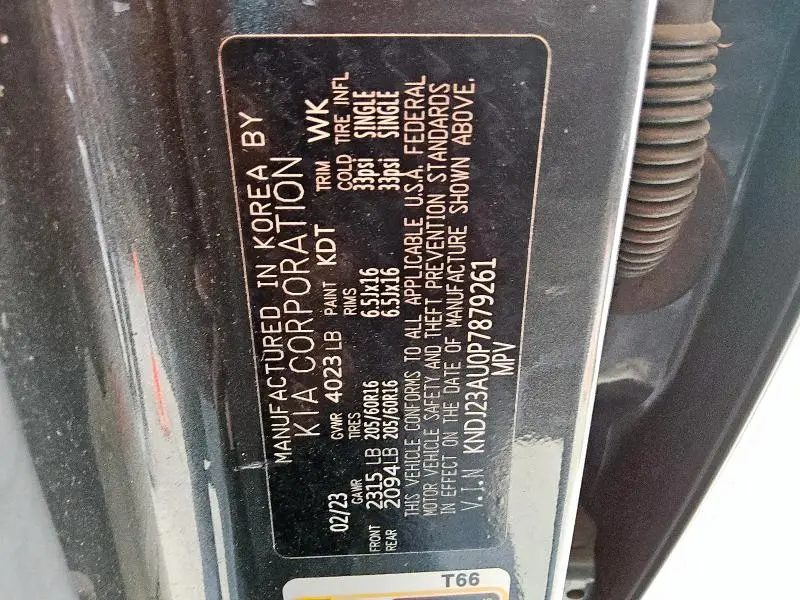 MANUFACTURED IN KOREA BY
KIA CORPORATION
02/23 GVWR 4023 LB PAINT KDT TRIM WK
GAWR TIRES RIMS COLD TIRE INFL
FRONT 2315 LB 205/60R16 6.5Jx16 33psi SINGLE
REAR 2094LB 205/60R16 6.5Jx16 33psi SINGLE
THIS VEHICLE CONFORMS TO ALL APPLICABLE U.S.A. FEDERAL
MOTOR VEHICLE SAFETY AND THEFT PREVENTION STANDARDS
IN EFFECT ON THE DATE OF MANUFACTURE SHOWN ABOVE.
V.I.N KNDJ23AU0P7879261
MPV
T66